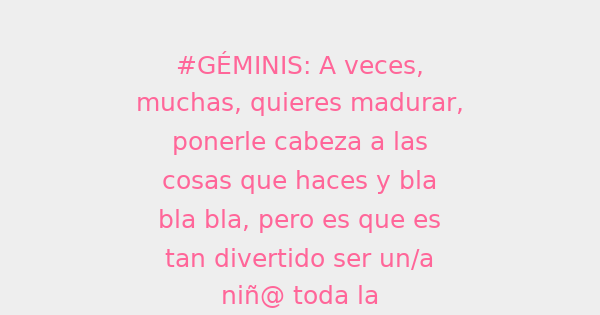 #GÉMINIS: A veces,
muchas, quieres madurar,
ponerle cabeza a las
cosas que haces y bla
bla bla, pero es que es
tan divertido ser un/a
niñ@ toda la